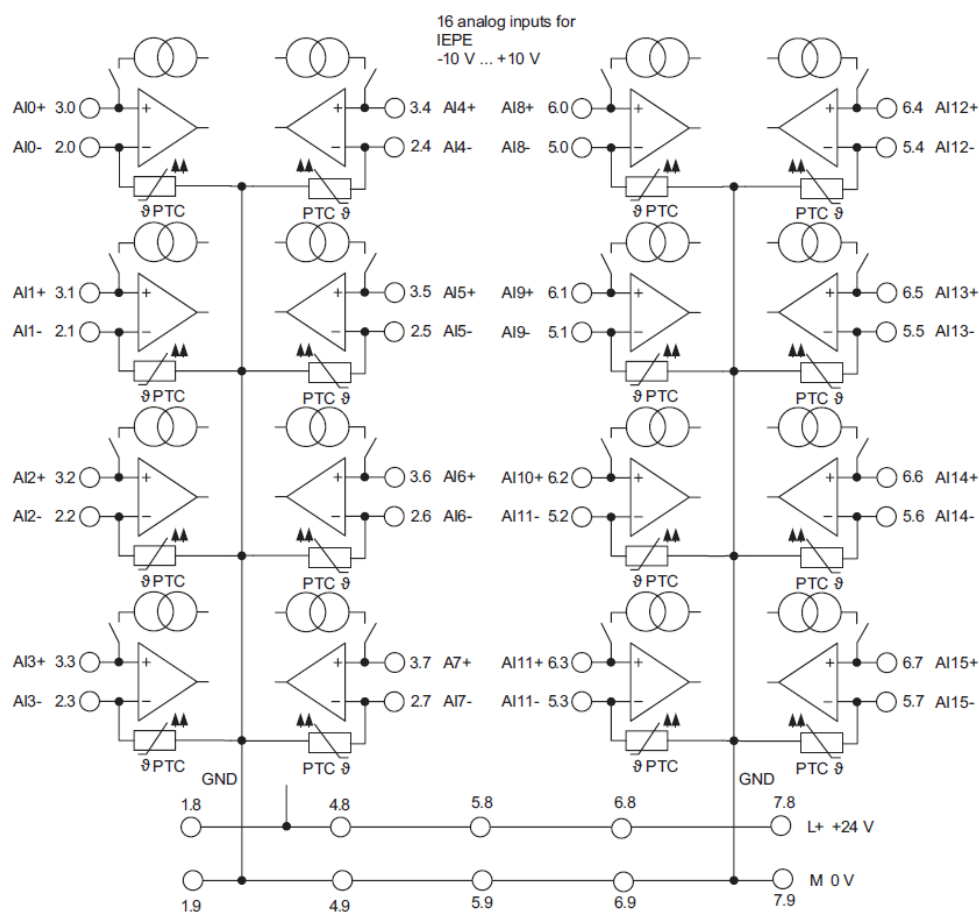 16 analog inputs for
IEPE
-10 V ... +10 V
AI0+ 3.0
3.4 AI4+
AI8+ 6.0
6.4 AI12+
AI0- 2.0
2.4 AI4-
AI8- 5.0
5.4 AI12-
ϑ PTC
PTC ϑ
ϑ PTC
PTC ϑ
AI1+ 3.1
3.5 AI5+
AI9+ 6.1
6.5 AI13+
AI1- 2.1
2.5 AI5-
AI9- 5.1
5.5 AI13-
ϑ PTC
PTC ϑ
ϑ PTC
PTC ϑ
AI2+ 3.2
3.6 AI6+
AI10+ 6.2
6.6 AI14+
AI2- 2.2
2.6 AI6-
AI11- 5.2
5.6 AI14-
ϑ PTC
PTC ϑ
ϑ PTC
PTC ϑ
AI3+ 3.3
3.7 A7+
AI11+ 6.3
6.7 AI15+
AI3- 2.3
2.7 AI7-
AI11- 5.3
5.7 AI15-
ϑ PTC
PTC ϑ
ϑ PTC
PTC ϑ
GND
GND
1.8 4.8 5.8 6.8 7.8
L+ +24 V
M 0 V
1.9 4.9 5.9 6.9 7.9